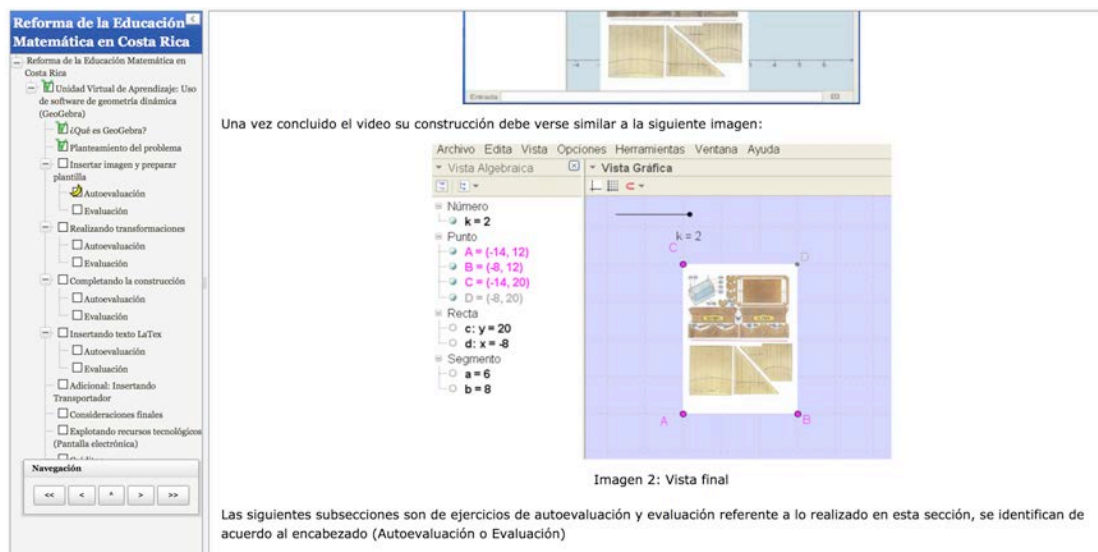 Reforma de la Educación
Matemática en Costa Rica
Reforma de la Educación Matemática en
Costa Rica
Unidad Virtual de Aprendizaje: Uso
de software de geometría dinámica
(GeoGebra)
¿Qué es GeoGebra?
Planteamiento del problema
Insertar imagen y preparar
plantilla
Autoevaluación
Evaluación
Realizando transformaciones
Autoevaluación
Evaluación
Completando la construcción
Autoevaluación
Evaluación
Insertando texto LaTex
Autoevaluación
Evaluación
Adicional: Insertando
Transportador
Consideraciones finales
Explotando recursos tecnológicos
(Pantalla electrónica)
Navegación
<< < ^ > >>
Entrada:
Una vez concluido el video su construcción debe verse similar a la siguiente imagen:
Archivo Edita Vista Opciones Herramientas Ventana Ayuda
Vista Algebraica
Vista Gráfica
Número
k = 2
Punto
A = (-14, 12)
B = (-8, 12)
C = (-14, 20)
D = (-8, 20)
Recta
c: y = 20
d: x = -8
Segmento
a = 6
b = 8
k = 2
C
D
A
B
Imagen 2: Vista final
Las siguientes subsecciones son de ejercicios de autoevaluación y evaluación referente a lo realizado en esta sección, se identifican de
acuerdo al encabezado (Autoevaluación o Evaluación)